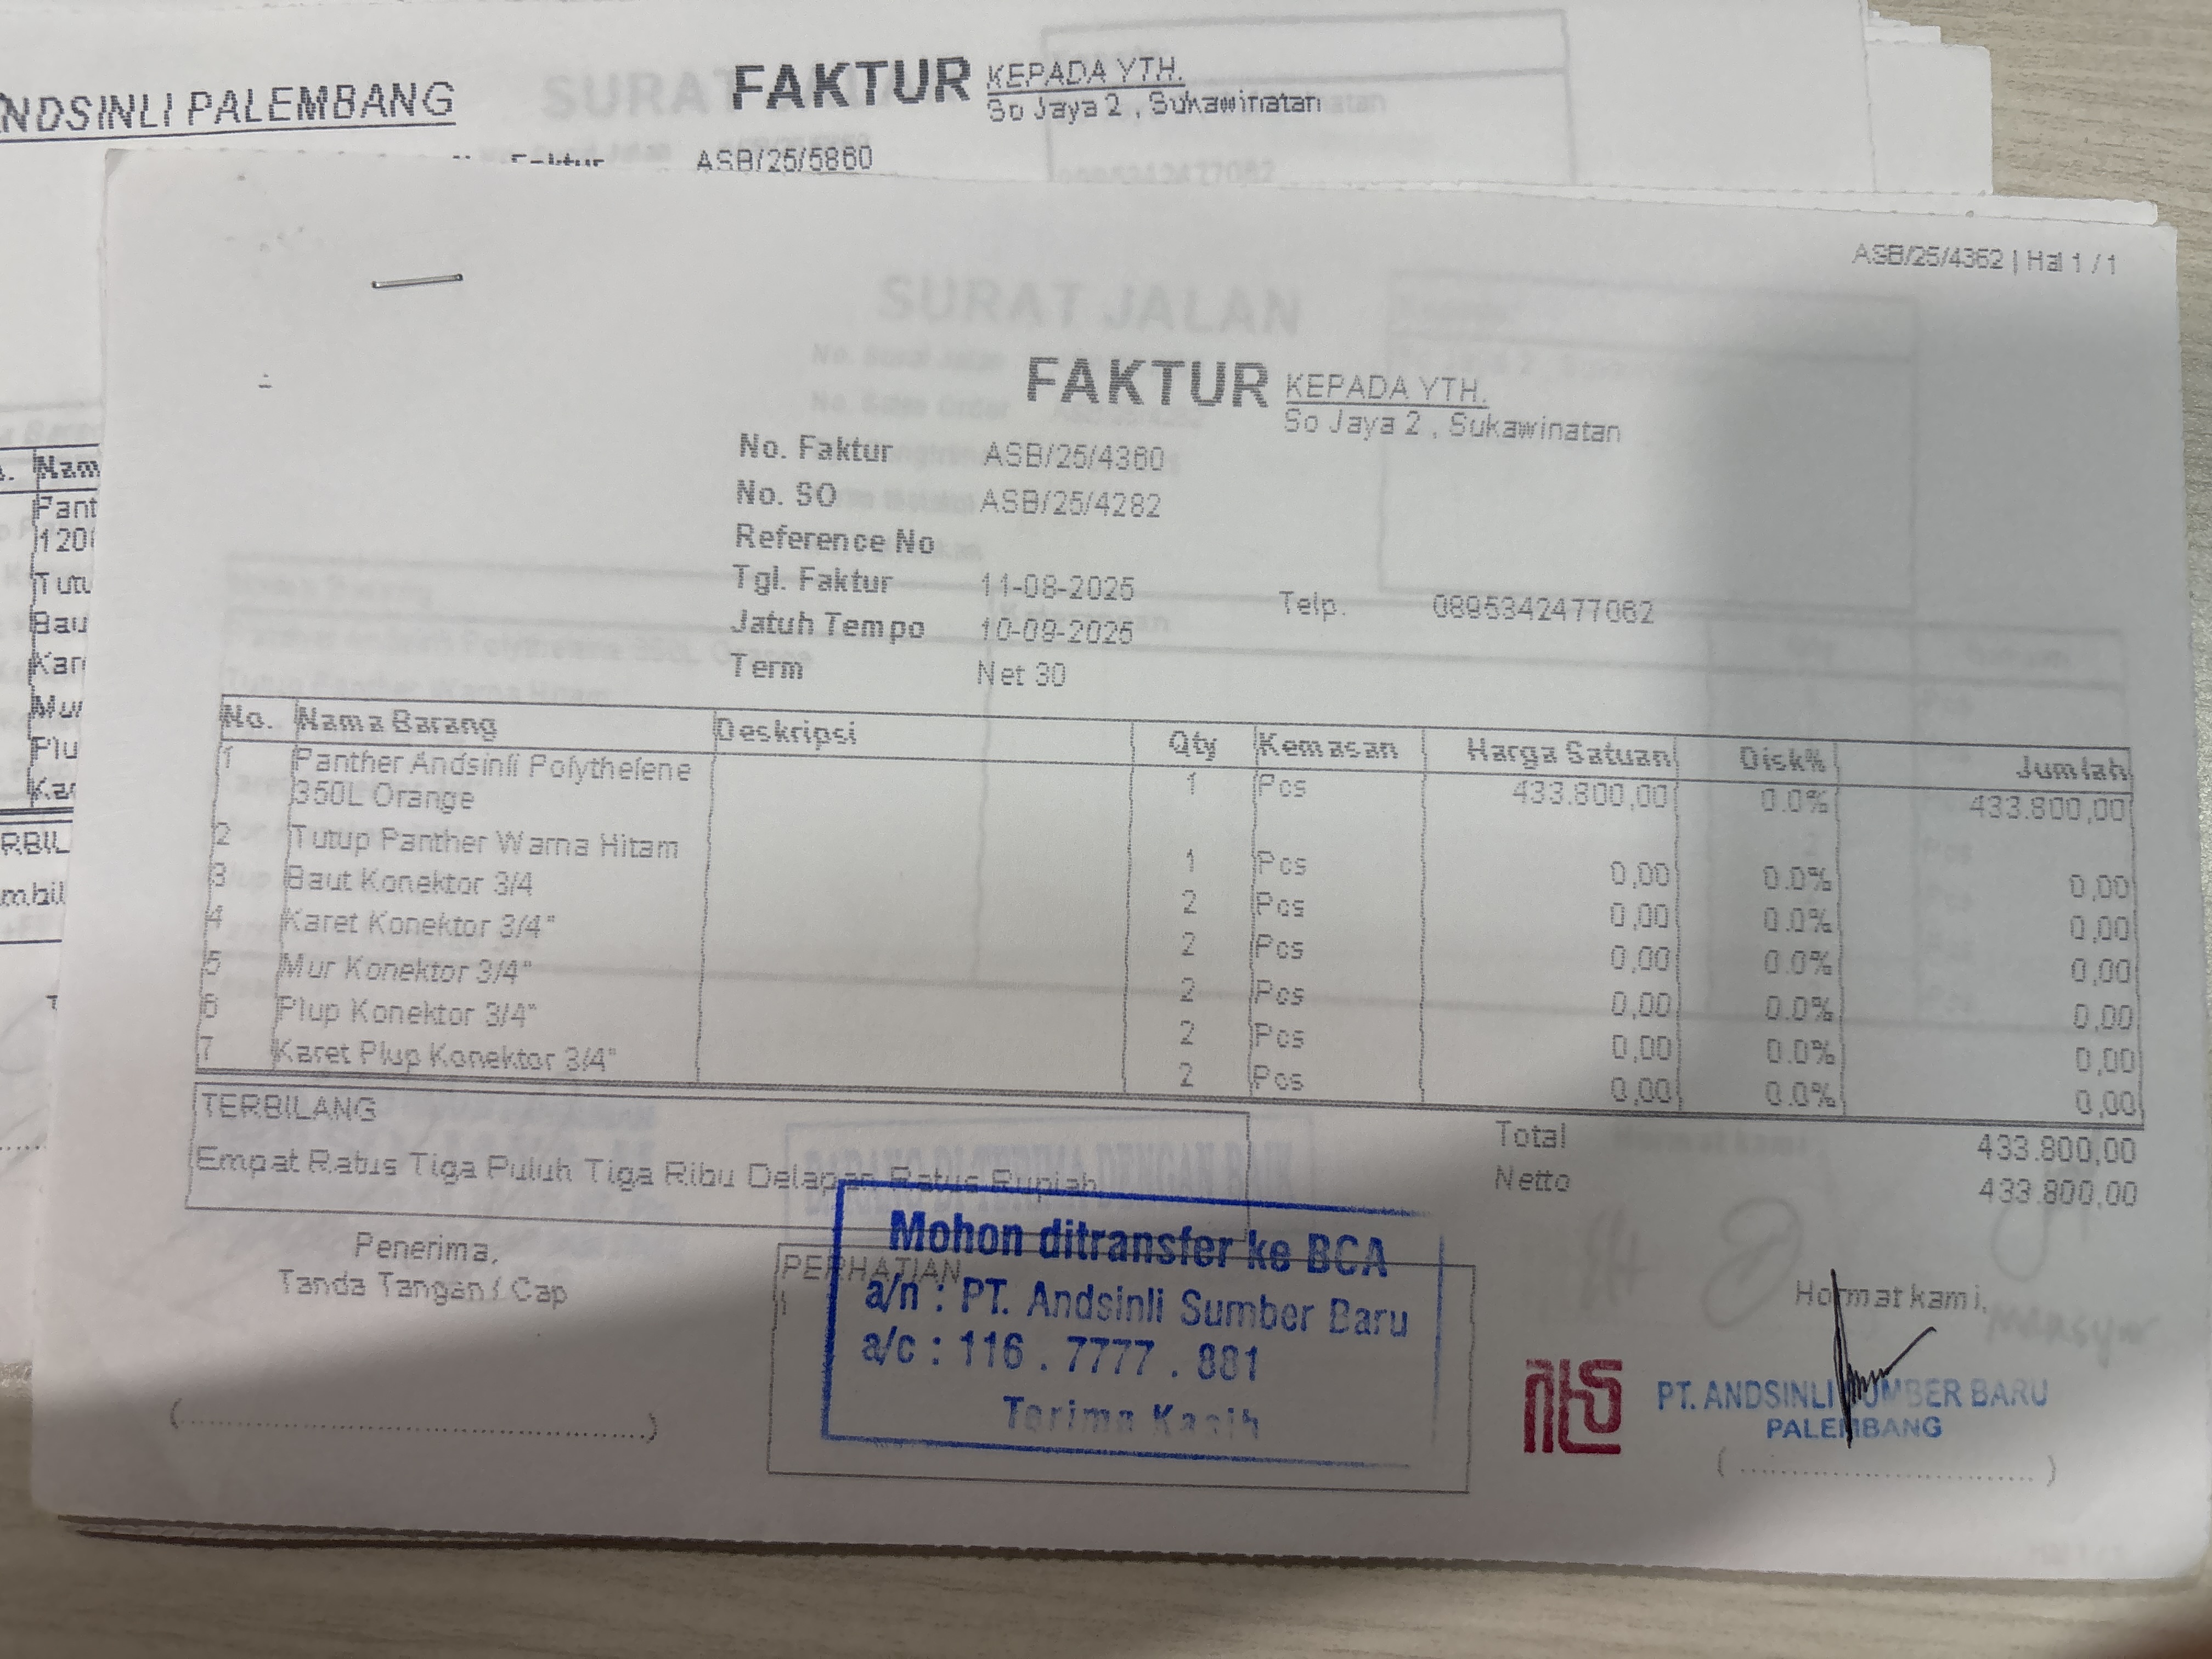 NDSINLI PALEMBANG
FAKTUR
KEPADA YTH.
So Jaya 2 , Sukawinatan
Faktur ASB/25/5860
ASB/25/4362 | Hal 1 / 1
SURAT JALAN
FAKTUR
KEPADA YTH.
So Jaya 2 , Sukawinatan
No. Faktur ASB/25/4360
No. SO ASB/25/4282
Reference No
Tgl. Faktur 11-08-2025
Telp. 0895342477062
Jatuh Tempo 10-09-2025
Term Net 30
No. Nama Barang Deskripsi Qty Kemasan Harga Satuan Disk% Jumlah
1 Panther Andsinli Polythelene 1 Pcs 433.800,00 0.0% 433.800,00
350L Orange
2 Tutup Panther Warna Hitam 1 Pcs 0,00 0.0% 0,00
3 Baut Konektor 3/4 2 Pcs 0,00 0.0% 0,00
4 Karet Konektor 3/4" 2 Pcs 0,00 0.0% 0,00
5 Mur Konektor 3/4" 2 Pcs 0,00 0.0% 0,00
6 Plup Konektor 3/4" 2 Pcs 0,00 0.0% 0,00
7 Karet Plup Konektor 3/4" 2 Pcs 0,00 0.0% 0,00
TERBILANG
Empat Ratus Tiga Puluh Tiga Ribu Delapan Ratus Rupiah
Total 433.800,00
Netto 433.800,00
Penerima,
Tanda Tangan / Cap
PERHATIAN
Mohon ditransfer ke BCA
a/n : PT. Andsinli Sumber Baru
a/c : 116 . 7777 . 881
Terima Kasih
Hormat kami,
PT. ANDSINLI SUMBER BARU
PALEMBANG